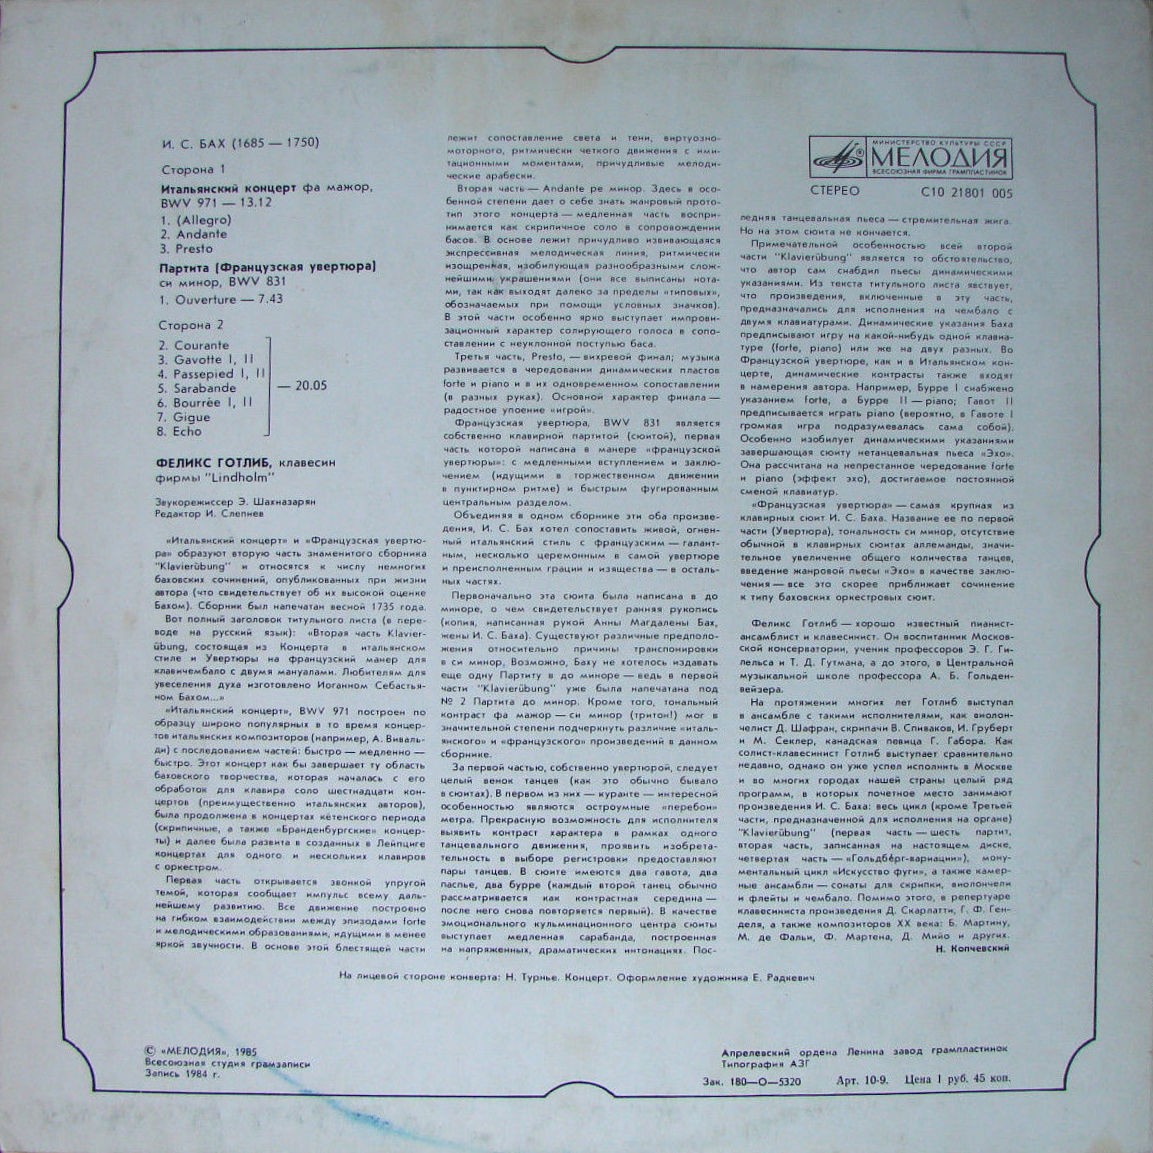 И. С. БАХ (1685 — 1750)
Сторона 1
Итальянский концерт фа мажор,
BWV 971 — 13.12
1. (Allegro)
2. Andante
3. Presto
Партита (Французская увертюра)
си минор, BWV 831
1. Ouverture — 7.43
Сторона 2
2. Courante
3. Gavotte I, II
4. Passepied I, II
5. Sarabande
6. Bourrée I, II
7. Gigue
8. Echo
— 20.05
ФЕЛИКС ГОТЛИБ, клавесин
фирмы "Lindholm"
Звукорежиссер Э. Шахназарян
Редактор И. Слепнев
«Итальянский концерт» и «Французская увертю-
ра» образуют вторую часть знаменитого сборника
"Klavierübung" и относятся к числу немногих
баховских сочинений, опубликованных при жизни
автора (что свидетельствует об их высокой оценке
Бахом). Сборник был напечатан весной 1735 года.
Вот полный заголовок титульного листа (в пере-
воде на русский язык): «Вторая часть Klavier-
übung, состоящая из Концерта в итальянском
стиле и Увертюры на французский манер для
клавичембало с двумя мануалами. Любителям для
увеселения духа изготовлено Иоганном Себастья-
ном Бахом...»
«Итальянский концерт», BWV 971 построен по
образцу широко популярных в то время концер-
тов итальянских композиторов (например, А. Виваль-
ди) с последованием частей: быстро — медленно —
быстро. Этот концерт как бы завершает ту область
баховского творчества, которая началась с его
обработок для клавира соло шестнадцати кон-
цертов (преимущественно итальянских авторов),
была продолжена в концертах кётенского периода
(скрипичные, а также «Бранденбургские» концер-
ты) и далее была развита в созданных в Лейпциге
концертах для одного и нескольких клавиров
с оркестром.
Первая часть открывается звонкой упругой
темой, которая сообщает импульс всему даль-
нейшему развитию. Все движение построено
на гибком взаимодействии между эпизодами forte
и мелодическими образованиями, идущими в менее
яркой звучности. В основе этой блестящей части
лежит сопоставление света и тени, виртуозно-
моторного, ритмически четкого движения с ими-
тационными моментами, причудливые мелоди-
ческие арабески.
Вторая часть — Andante ре минор. Здесь в осо-
бенной степени дает о себе знать жанровый прото-
тип этого концерта — медленная часть воспри-
нимается как скрипичное соло в сопровождении
басов. В основе лежит причудливо извивающаяся
экспрессивная мелодическая линия, ритмически
изощренная, изобилующая разнообразными слож-
нейшими украшениями (они все выписаны нота-
ми, так как выходят далеко за пределы «типовых»,
обозначаемых при помощи условных значков).
В этой части особенно ярко выступает импрови-
зационный характер солирующего голоса в сопо-
ставлении с неуклонной поступью баса.
Третья часть, Presto, — вихревой финал; музыка
развивается в чередовании динамических пластов
forte и piano и в их одновременном сопоставлении
(в разных руках). Основной характер финала —
радостное упоение «игрой».
Французская увертюра, BWV 831 является
собственно клавирной партитой (сюитой), первая
часть которой написана в манере «французской
увертюры»: с медленными вступлением и заклю-
чением (идущими в торжественном движении
в пунктирном ритме) и быстрым фугированным
центральным разделом.
Объединяя в одном сборнике эти оба произве-
дения, И. С. Бах хотел сопоставить живой, огнен-
ный итальянский стиль с французским — галант-
ным, несколько церемонным в самой увертюре
и преисполненным грации и изящества — в осталь-
ных частях.
Первоначально эта сюита была написана в до
миноре, о чем свидетельствует ранняя рукопись
(копия, написанная рукой Анны Магдалены Бах,
жены И. С. Баха). Существуют различные предполо-
жения относительно причины транспонировки
в си минор, Возможно, Баху не хотелось издавать
еще одну Партиту в до миноре — ведь в первой
части "Klavierübung" уже была напечатана под
№ 2 Партита до минор. Кроме того, тональный
контраст фа мажор — си минор (тритон!) мог в
значительной степени подчеркнуть различие «италь-
янского» и «французского» произведений в данном
сборнике.
За первой частью, собственно увертюрой, следует
целый венок танцев (как это обычно бывало
в сюитах). В первом из них — куранте — интересной
особенностью являются остроумные «перебои»
метра. Прекрасную возможность для исполнителя
выявить контраст характера в рамках одного
танцевального движения, проявить изобрета-
тельность в выборе регистровки предоставляют
пары танцев. В сюите имеются два гавота, два
паспье, два бурре (каждый второй танец обычно
рассматривается как контрастная середина —
после него снова повторяется первый). В качестве
эмоционального кульминационного центра сюиты
выступает медленная сарабанда, построенная
на напряженных, драматических интонациях. Пос-
МИНИСТЕРСТВО КУЛЬТУРЫ СССР
МЕЛОДИЯ
ВСЕСОЮЗНАЯ ФИРМА ГРАМПЛАСТИНОК
СТЕРЕО С10 21801 005
ледняя танцевальная пьеса — стремительная жига.
Но на этом сюита не кончается.
Примечательной особенностью всей второй
части "Klavierübung" является то обстоятельство,
что автор сам снабдил пьесы динамическими
указаниями. Из текста титульного листа явствует,
что произведения, включенные в эту часть,
предназначались для исполнения на чембало с
двумя клавиатурами. Динамические указания Баха
предписывают игру на какой-нибудь одной клавиа-
туре (forte, piano) или же на двух разных. Во
Французской увертюре, как и в Итальянском кон-
церте, динамические контрасты также входят
в намерения автора. Например, Бурре I снабжено
указанием forte, а Бурре II — piano; Гавот II
предписывается играть piano (вероятно, в Гавоте I
громкая игра подразумевалась сама собой).
Особенно изобилует динамическими указаниями
завершающая сюиту нетанцевальная пьеса «Эхо».
Она рассчитана на непрестанное чередование forte
и piano (эффект эхо), достигаемое постоянной
сменой клавиатур.
«Французская увертюра» — самая крупная из
клавирных сюит И. С. Баха. Название ее по первой
части (Увертюра), тональность си минор, отсутствие
обычной в клавирных сюитах аллеманды, значи-
тельное увеличение общего количества танцев,
введение жанровой пьесы «Эхо» в качестве заклю-
чения — все это скорее приближает сочинение
к типу баховских оркестровых сюит.
Феликс Готлиб — хорошо известный пианист-
ансамблист и клавесинист. Он воспитанник Москов-
ской консерватории, ученик профессоров Э. Г. Ги-
лельса и Т. Д. Гутмана, а до этого, в Центральной
музыкальной школе профессора А. Б. Гольден-
вейзера.
На протяжении многих лет Готлиб выступал
в ансамбле с такими исполнителями, как виолон-
челист Д. Шафран, скрипачи В. Спиваков, И. Груберт
и М. Секлер, канадская певица Г. Габора. Как
солист-клавесинист Готлиб выступает сравнительно
недавно, однако он уже успел исполнить в Москве
и во многих городах нашей страны целый ряд
программ, в которых почетное место занимают
произведения И. С. Баха: весь цикл (кроме Третьей
части, предназначенной для исполнения на органе)
"Klavierübung" (первая часть — шесть партит,
вторая часть, записанная на настоящем диске,
четвертая часть — «Гольдберг-вариации»), мону-
ментальный цикл «Искусство фуги», а также камер-
ные ансамбли — сонаты для скрипки, виолончели
и флейты и чембало. Помимо этого, в репертуаре
клавесиниста произведения Д. Скарлатти, Г. Ф. Ген-
деля, а также композиторов XX века: Б. Мартину,
М. де Фальи, Ф. Мартена, Д. Мийо и других.
Н. Копчевский
На лицевой стороне конверта: Н. Турнье. Концерт. Оформление художника Е. Радкевич
© «МЕЛОДИЯ», 1985
Всесоюзная студия грамзаписи
Запись 1984 г.
Апрелевский ордена Ленина завод грампластинок
Типография АЗГ
Зак. 180—О—5320 Арт. 10-9. Цена 1 руб. 45 коп.